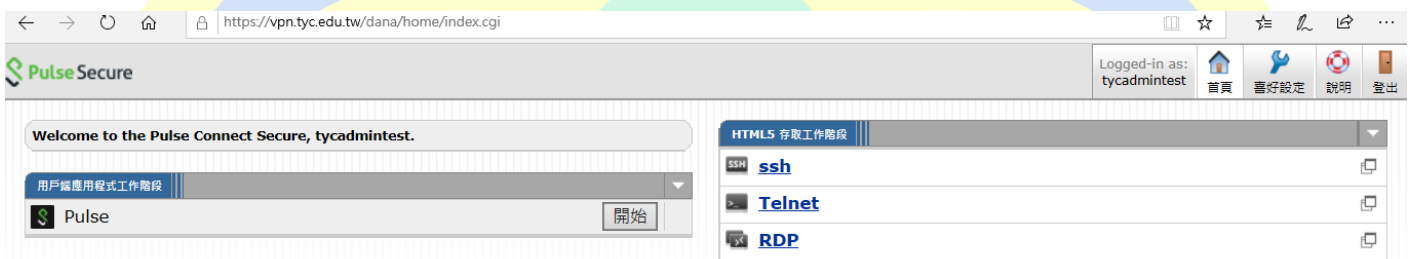 https://vpn.tyc.edu.tw/dana/home/index.cgi
Pulse Secure
Logged-in as:
tycadmintest
首頁
喜好設定
說明
登出
Welcome to the Pulse Connect Secure, tycadmintest.
用戶端應用程式工作階段
Pulse
開始
HTML5 存取工作階段
SSH ssh
Telnet
RDP